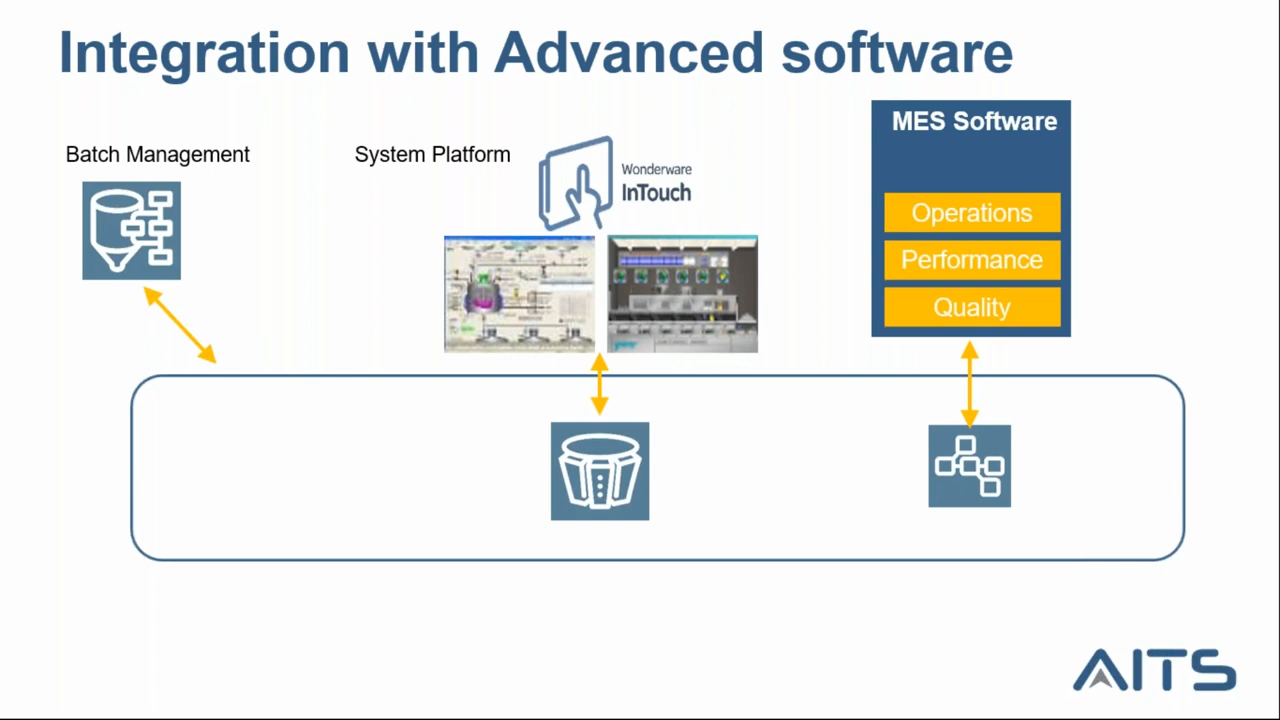 Integration with Advanced software
Batch Management
System Platform
Wonderware
InTouch
MES Software
Operations
Performance
Quality
AITS